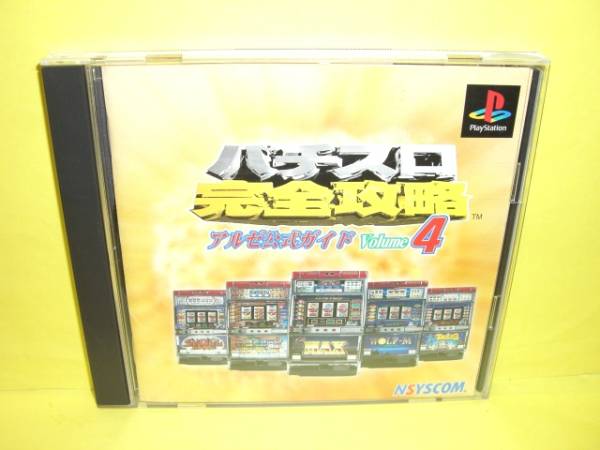 PlayStation
パチスロ
完全攻略
TM
アルゼ公式ガイド Volume 4
WOLF-M
NSYSCOM